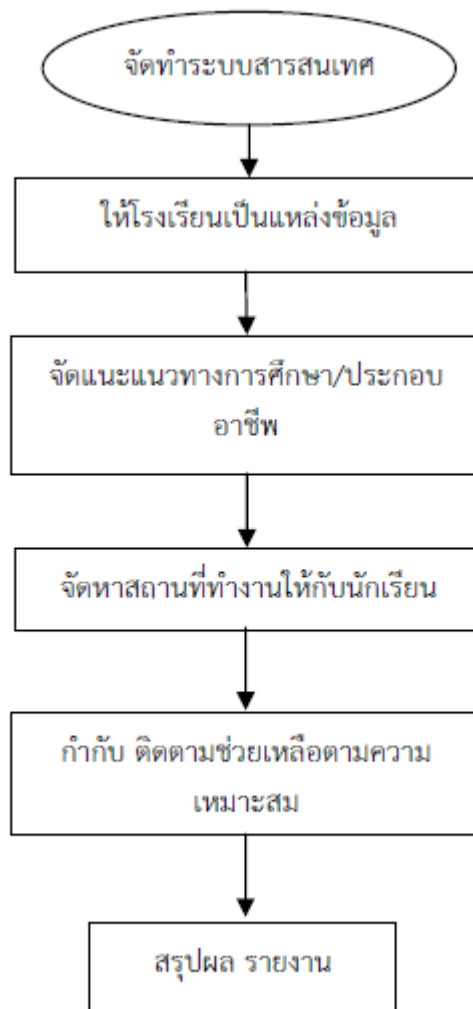 จัดทำระบบสารสนเทศ
ให้โรงเรียนเป็นแหล่งข้อมูล
จัดแนะแนวทางการศึกษา/ประกอบ
อาชีพ
จัดหาสถานที่ทำงานให้กับนักเรียน
กำกับ ติดตามช่วยเหลือตามความ
เหมาะสม
สรุปผล รายงาน